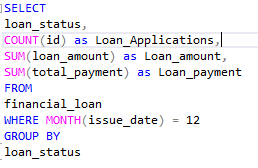 SELECT
loan_status,
COUNT(id) as Loan_Applications,
SUM(loan_amount) as Loan_amount,
SUM(total_payment) as Loan_payment
FROM
financial_loan
WHERE MONTH(issue_date) = 12
GROUP BY
loan_status